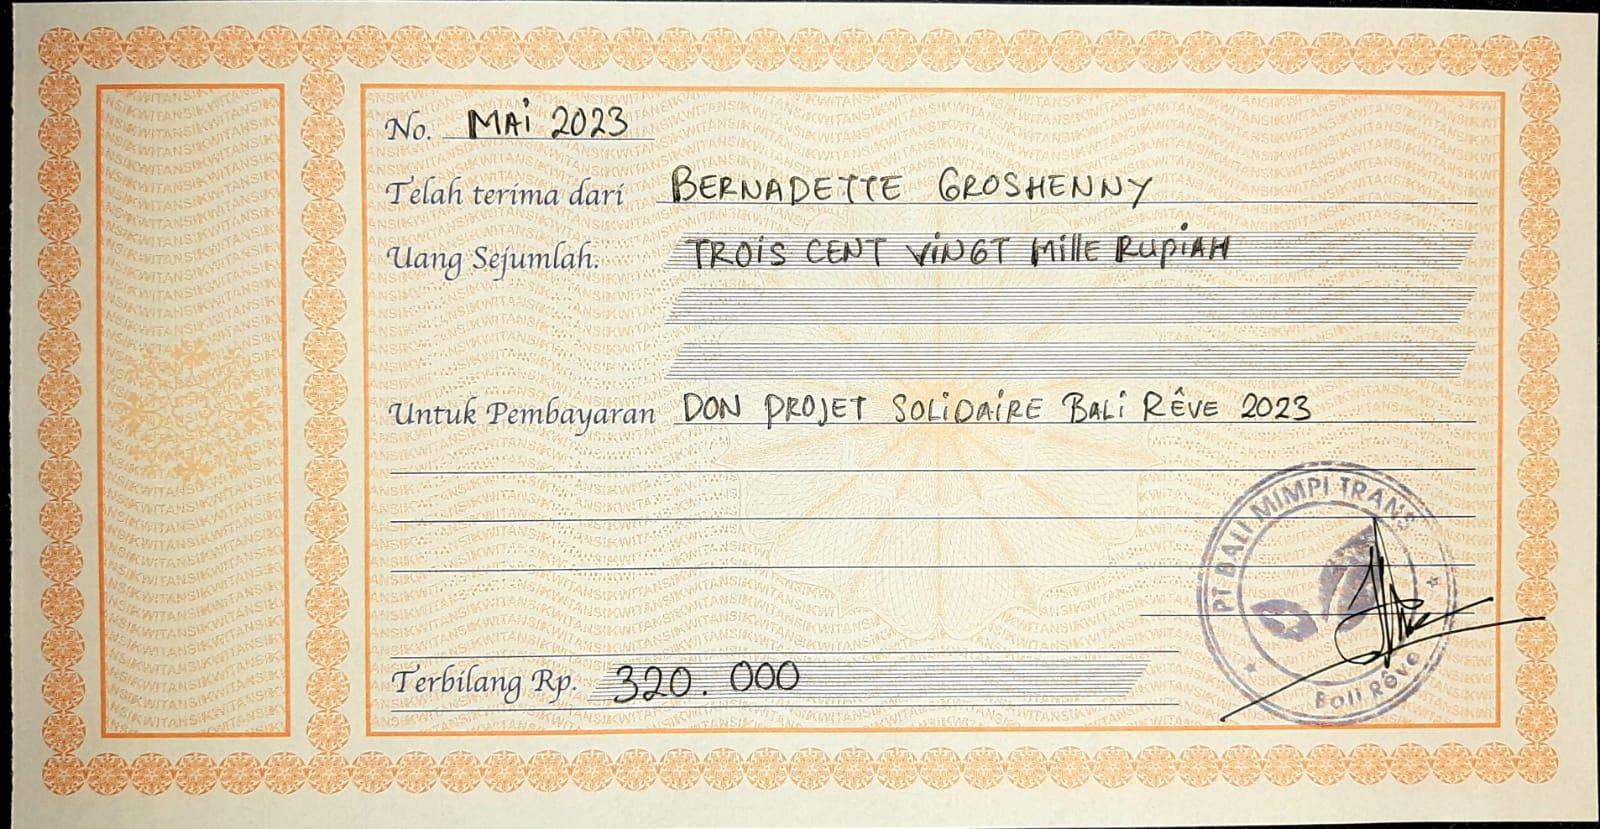 No. MAi 2023
Telah terima dari BERNADETTE GROSHENNY
Uang Sejumlah. TROiS CENT ViNGT MillE RupiAH
Untuk Pembayaran DON PROJET SOLiDAiRE BALi RÊVE 2023
PT BALI MIMPI TRANS
Bali Rêve
Terbilang Rp. 320.000